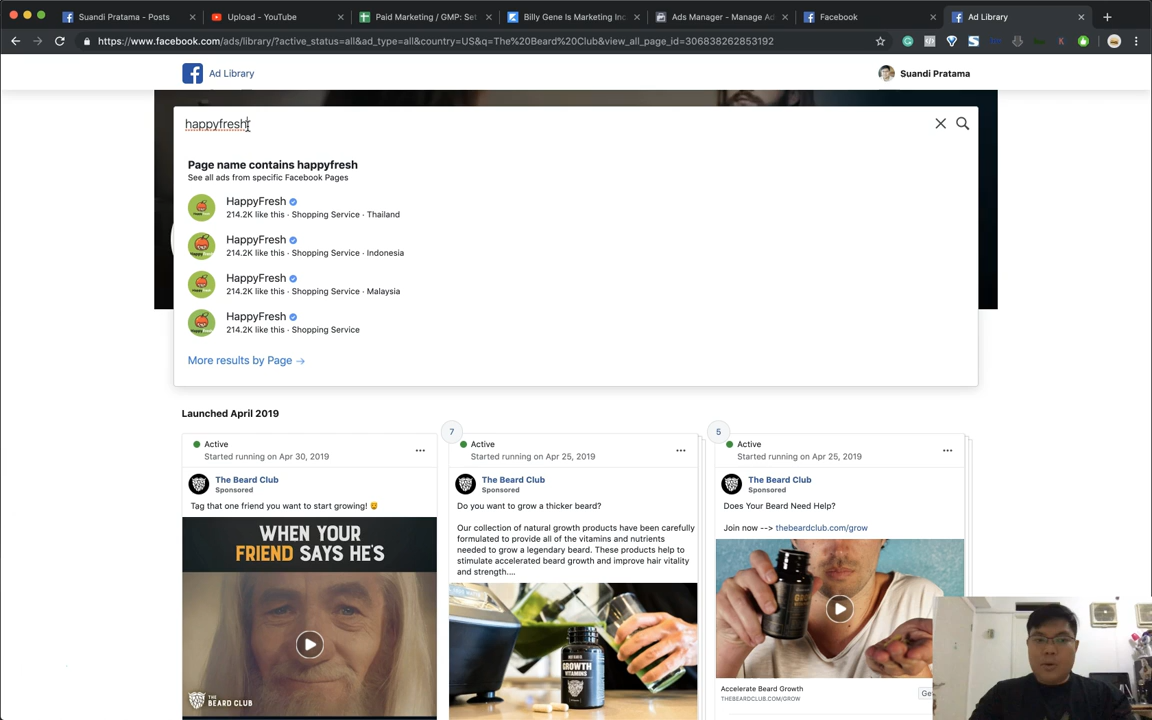 Suandi Pratama - Posts
Upload - YouTube
Paid Marketing / GMP: Set
Billy Gene Is Marketing Inc
Ads Manager - Manage Ad
Facebook
Ad Library
https://www.facebook.com/ads/library/?active_status=all&ad_type=all&country=US&q=The%20Beard%20Club&view_all_page_id=306838262853192
Ad Library
Suandi Pratama
happyfresh
Page name contains happyfresh
See all ads from specific Facebook Pages
HappyFresh
214.2K like this · Shopping Service · Thailand
HappyFresh
214.2K like this · Shopping Service · Indonesia
HappyFresh
214.2K like this · Shopping Service · Malaysia
HappyFresh
214.2K like this · Shopping Service
More results by Page →
Launched April 2019
Active
Started running on Apr 30, 2019
The Beard Club
Sponsored
Tag that one friend you want to start growing!
WHEN YOUR
FRIEND SAYS HE'S
THE
BEARD CLUB
7
Active
Started running on Apr 25, 2019
The Beard Club
Sponsored
Do you want to grow a thicker beard?
Our collection of natural growth products have been carefully
formulated to provide all of the vitamins and nutrients
needed to grow a legendary beard. These products help to
stimulate accelerated beard growth and improve hair vitality
and strength....
GROWTH
VITAMINS
5
Active
Started running on Apr 25, 2019
The Beard Club
Sponsored
Does Your Beard Need Help?
Join now --> thebeardclub.com/grow
Accelerate Beard Growth
THEBEARDCLUB.COM/GROW
Ge